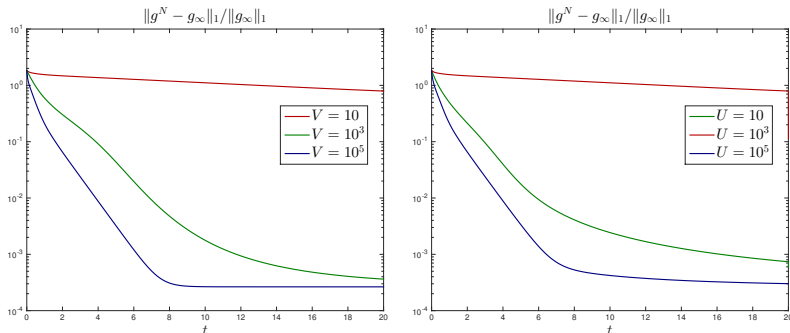 ‖g^N − g_∞‖_1/‖g_∞‖_1
10^1
10^0
10^-1
10^-2
10^-3
10^-4
V = 10
V = 10^3
V = 10^5
0 2 4 6 8 10 12 14 16 18 20
t
‖g^N − g_∞‖_1/‖g_∞‖_1
10^1
10^0
10^-1
10^-2
10^-3
10^-4
U = 10
U = 10^3
U = 10^5
0 2 4 6 8 10 12 14 16 18 20
t